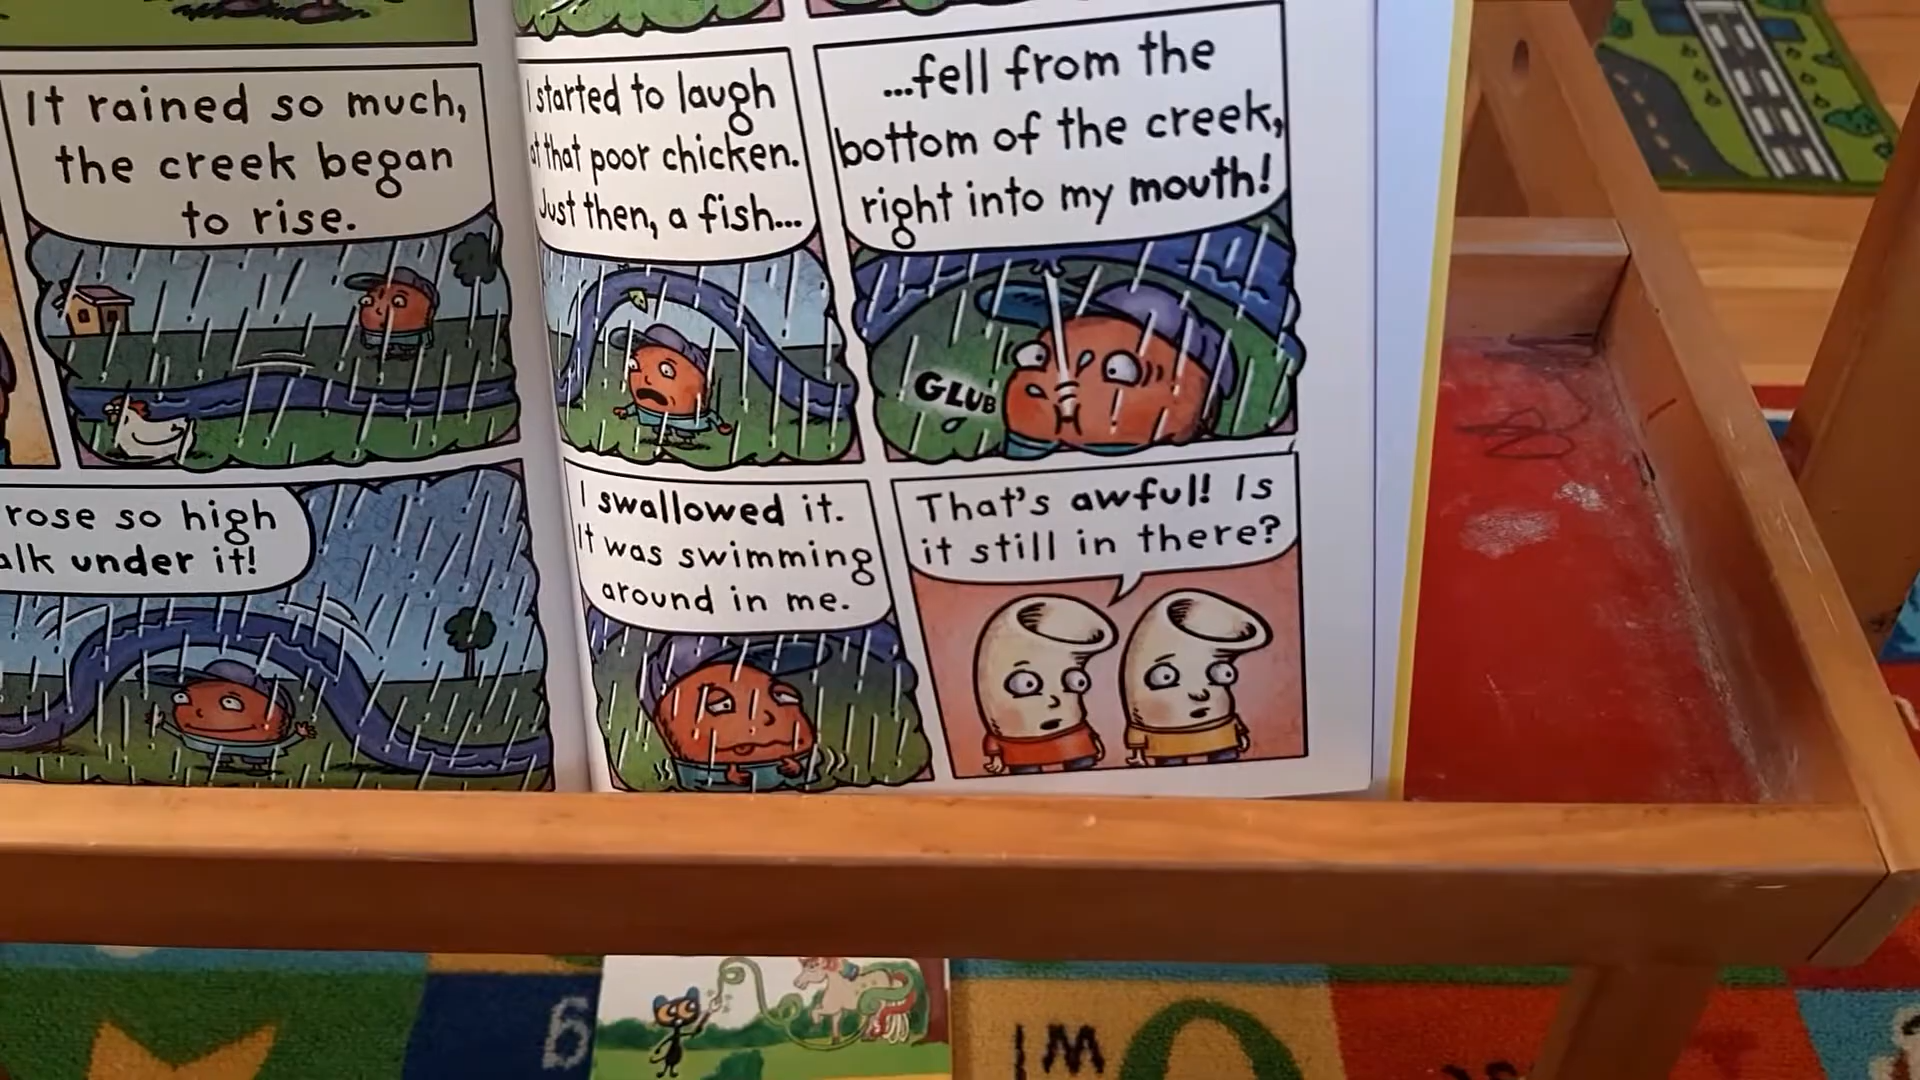 It rained so much,
the creek began
to rise.
rose so high
under it!
I started to laugh
at that poor chicken.
Just then, a fish...
...fell from the
bottom of the creek,
right into my mouth!
GLUB
I swallowed it.
It was swimming
around in me.
That's awful! Is
it still in there?